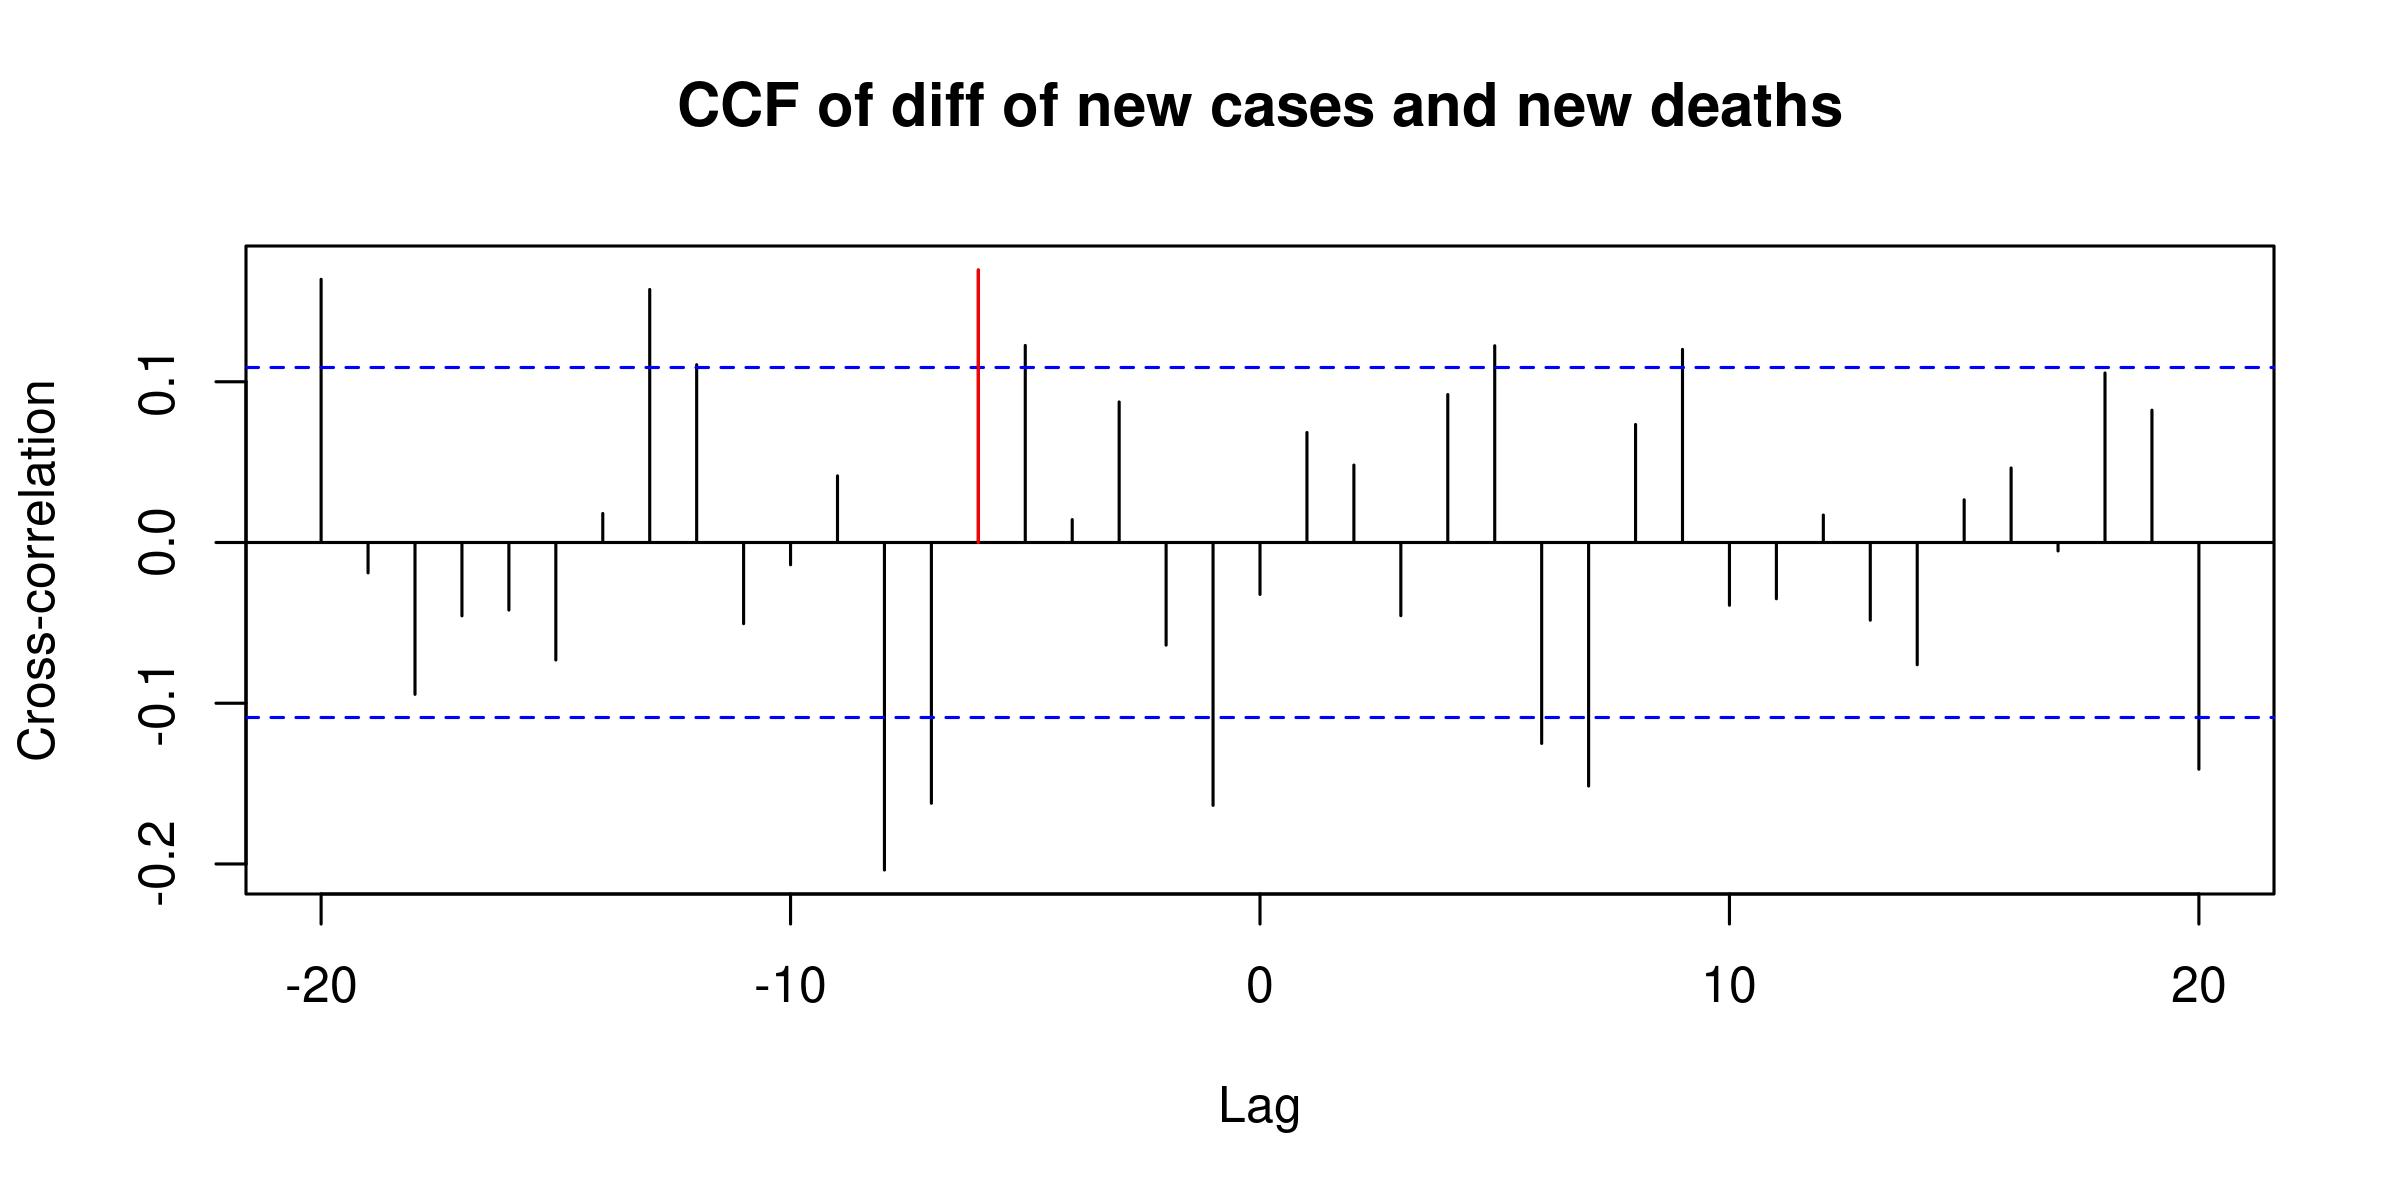 CCF of diff of new cases and new deaths
Cross-correlation
0.1
0.0
-0.1
-0.2
-20 -10 0 10 20
Lag